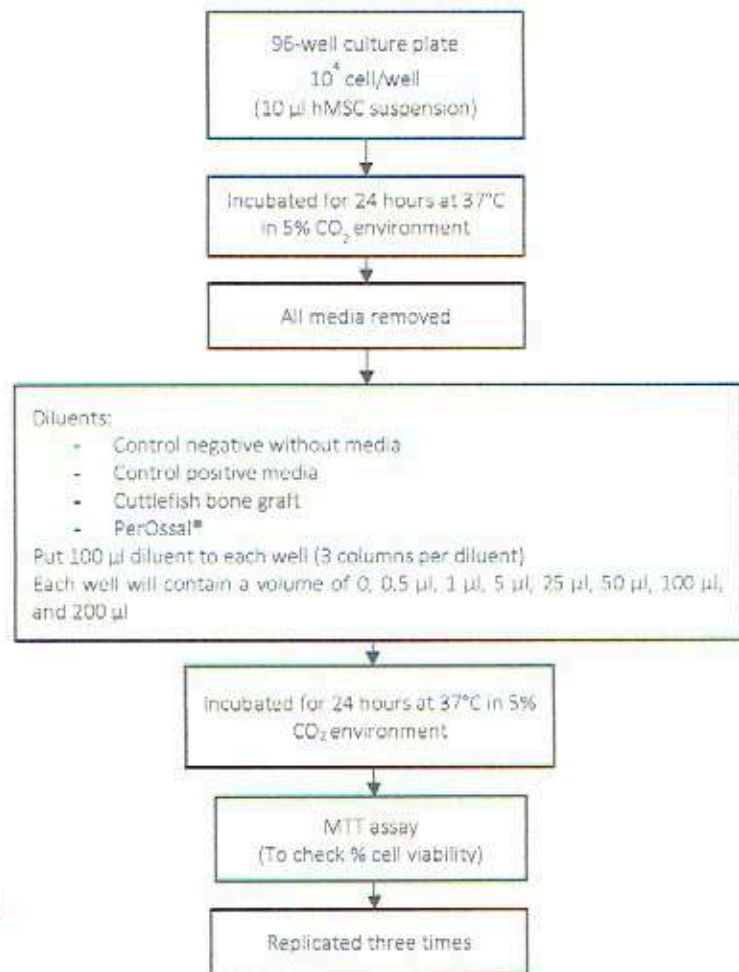 96-well culture plate
10⁴ cell/well
(10 µl hMSC suspension)
Incubated for 24 hours at 37°C
in 5% CO₂ environment
All media removed
Diluents:
- Control negative without media
- Control positive media
- Cuttlefish bone graft
- PerOssal®
Put 100 µl diluent to each well (3 columns per diluent)
Each well will contain a volume of 0, 0.5 µl, 1 µl, 5 µl, 25 µl, 50 µl, 100 µl,
and 200 µl
Incubated for 24 hours at 37°C in 5%
CO₂ environment
MTT assay
(To check % cell viability)
Replicated three times